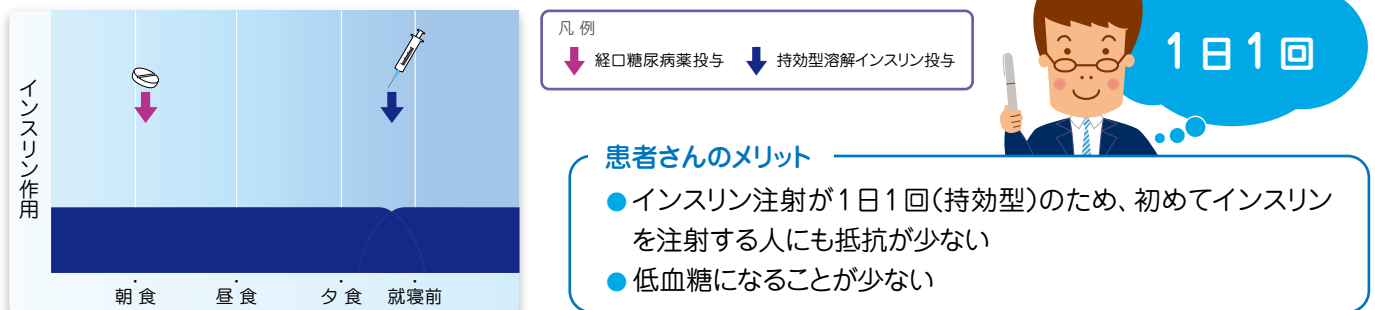 インスリン作用
朝食
昼食
夕食
就寝前
凡例
経口糖尿病薬投与
持効型溶解インスリン投与
1日1回
患者さんのメリット
●インスリン注射が1日1回(持効型)のため、初めてインスリン
を注射する人にも抵抗が少ない
●低血糖になることが少ない